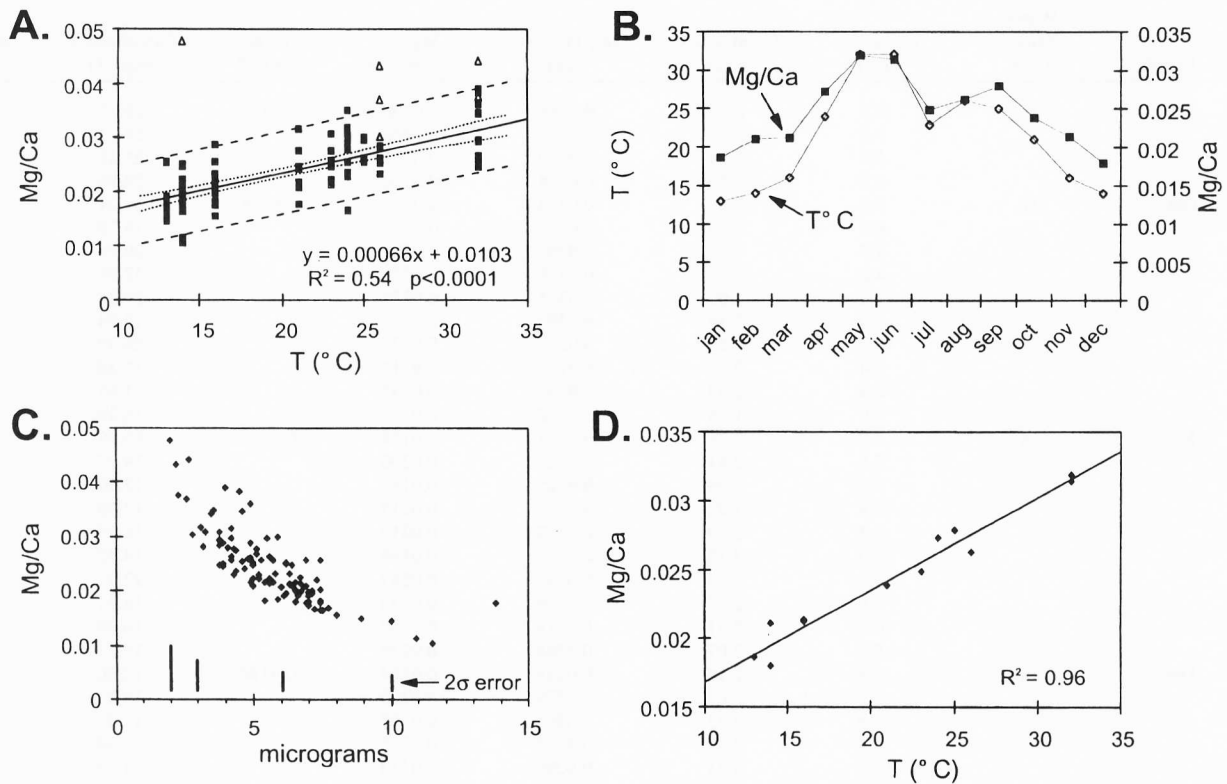 A.
Mg/Ca
0.05
0.04
0.03
0.02
0.01
0
10
15
20
25
30
35
T (° C)
y = 0.00066x + 0.0103
R² = 0.54 p<0.0001
B.
T (° C)
35
30
25
20
15
10
5
0
Mg/Ca
T° C
0.035
0.03
0.025
0.02
0.015
0.01
0.005
0
Mg/Ca
jan
feb
mar
apr
may
jun
jul
aug
sep
oct
nov
dec
C.
Mg/Ca
0.05
0.04
0.03
0.02
0.01
0
0
5
10
15
micrograms
2σ error
D.
Mg/Ca
0.035
0.03
0.025
0.02
0.015
10
15
20
25
30
35
T (° C)
R² = 0.96